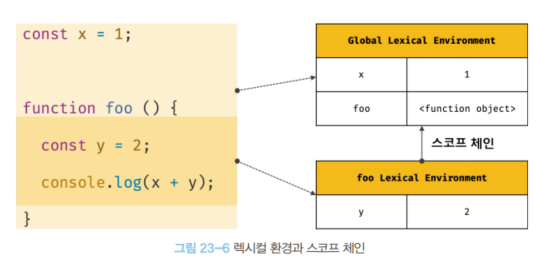 const x = 1;
function foo () {
const y = 2;
console.log(x + y);
}
Global Lexical Environment
x 1
foo <function object>
스코프 체인
foo Lexical Environment
y 2
그림 23-6 렉시컬 환경과 스코프 체인